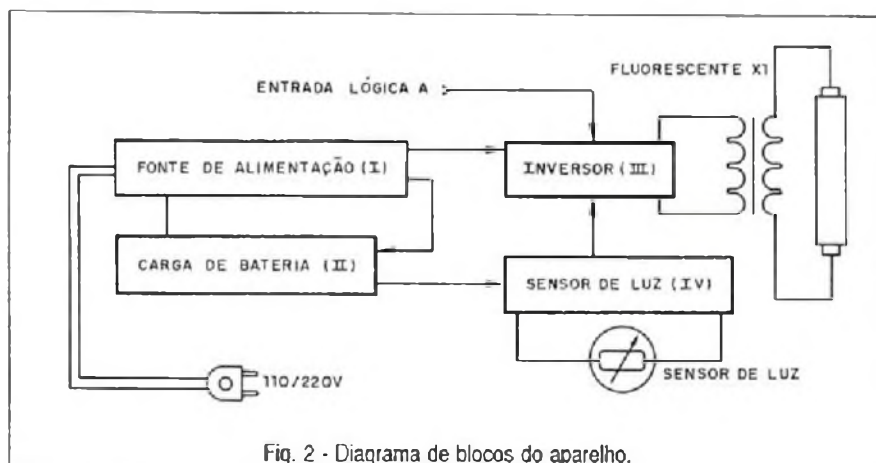 FLUORESCENTE X1
ENTRADA LÓGICA A
FONTE DE ALIMENTAÇÃO (I)
INVERSOR (III)
CARGA DE BATERIA (II)
SENSOR DE LUZ (IV)
110/220V
SENSOR DE LUZ
Fig. 2 - Diagrama de blocos do aparelho.